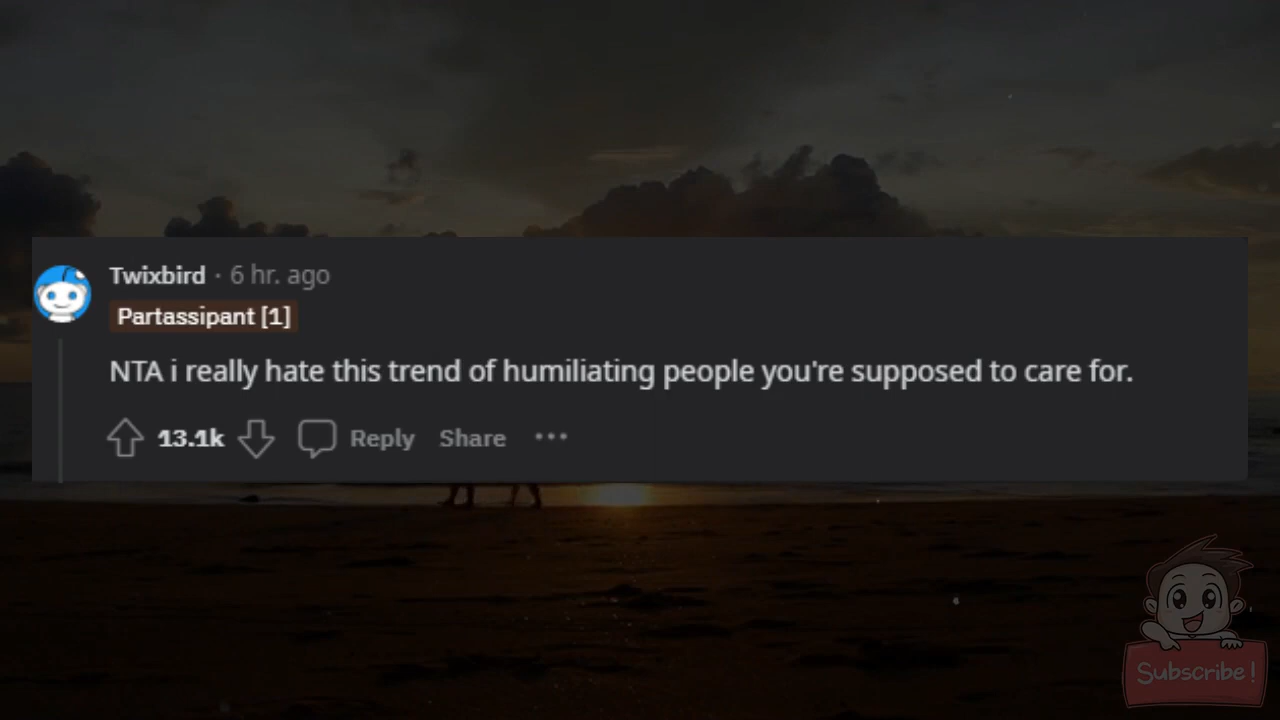 Twixbird · 6 hr. ago
Partassipant [1]
NTA i really hate this trend of humiliating people you're supposed to care for.
13.1k Reply Share ···
Subscribe!